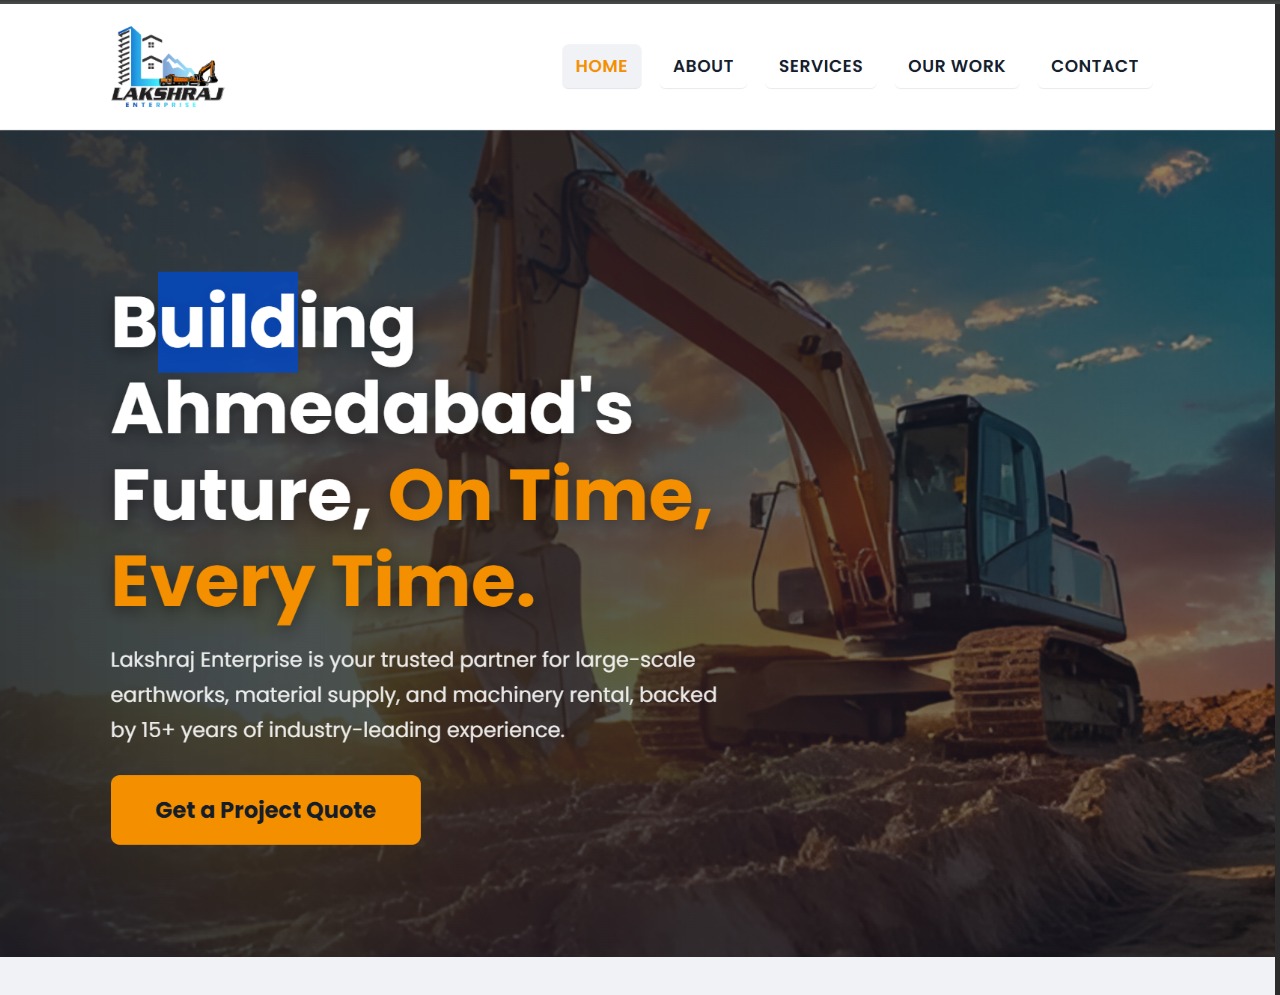 LAKSHRAJ
ENTERPRISE
HOME
ABOUT
SERVICES
OUR WORK
CONTACT
Building
Ahmedabad's
Future, On Time,
Every Time.
Lakshraj Enterprise is your trusted partner for large-scale
earthworks, material supply, and machinery rental, backed
by 15+ years of industry-leading experience.
Get a Project Quote